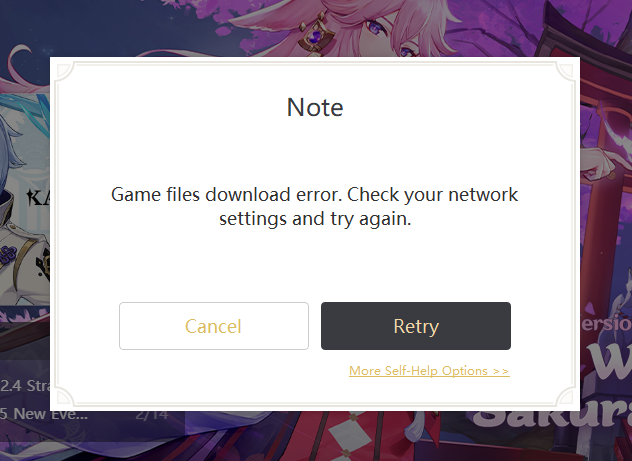 Note
KA
Game files download error. Check your network
settings and try again.
Cancel
Retry
ersion
More Self-Help Options >>
W
2.4 Stra
5 New Eve... 2/14
Sakura